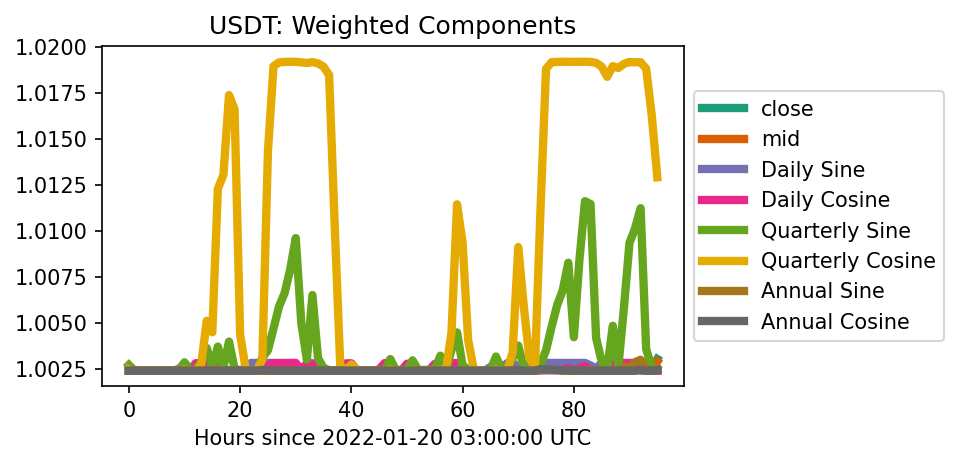 USDT: Weighted Components
1.0200
1.0175
1.0150
1.0125
1.0100
1.0075
1.0050
1.0025
0 20 40 60 80
Hours since 2022-01-20 03:00:00 UTC
close
mid
Daily Sine
Daily Cosine
Quarterly Sine
Quarterly Cosine
Annual Sine
Annual Cosine